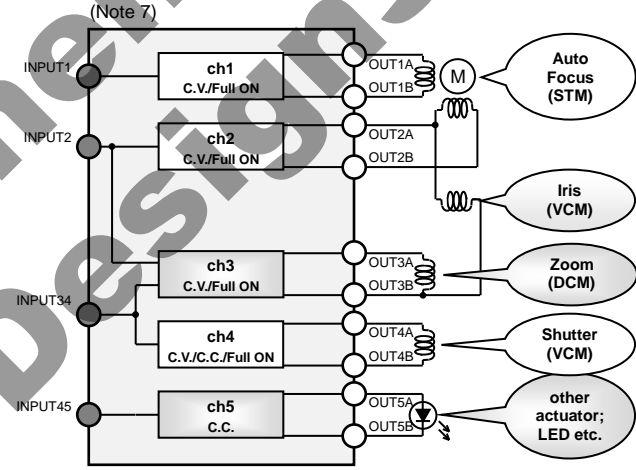 (Note 7)
INPUT1
ch1
C.V./Full ON
OUT1A
OUT1B
M
Auto
Focus
(STM)
INPUT2
ch2
C.V./Full ON
OUT2A
OUT2B
Iris
(VCM)
ch3
C.V./Full ON
OUT3A
OUT3B
Zoom
(DCM)
INPUT34
ch4
C.V./C.C./Full ON
OUT4A
OUT4B
Shutter
(VCM)
INPUT45
ch5
C.C.
OUT5A
OUT5B
other
actuator;
LED etc.
Designs